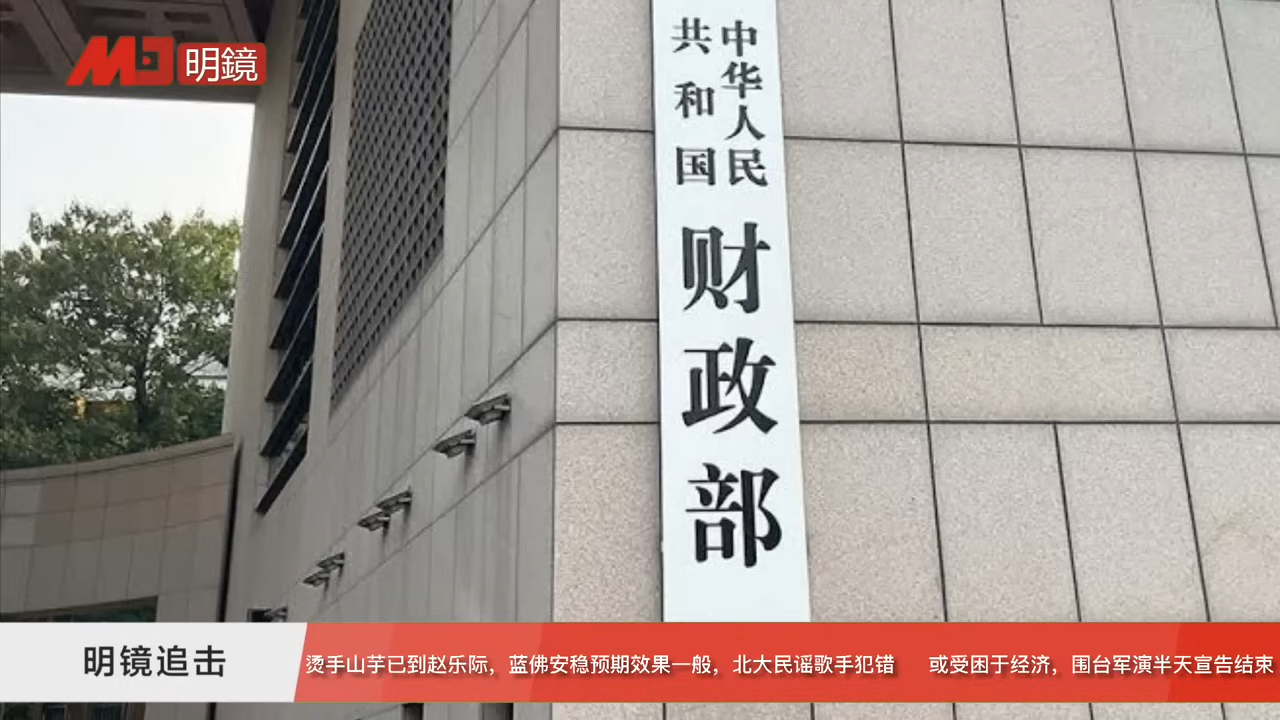 明鏡
中华人民
共和国
财政部
明镜追击
烫手山芋已到赵乐际，蓝佛安稳预期效果一般，北大民谣歌手犯错 或受困于经济，围台军演半天宣告结束